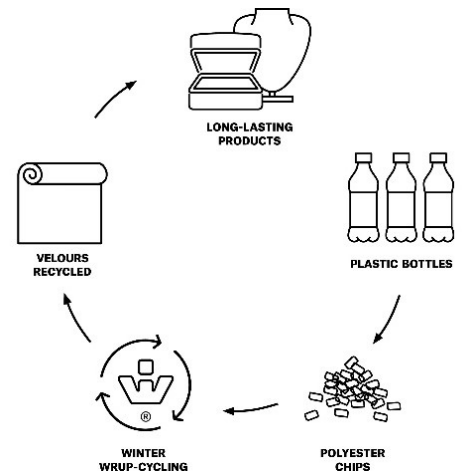 LONG-LASTING
PRODUCTS
PLASTIC BOTTLES
POLYESTER
CHIPS
WINTER
WRUP-CYCLING
®
VELOURS
RECYCLED